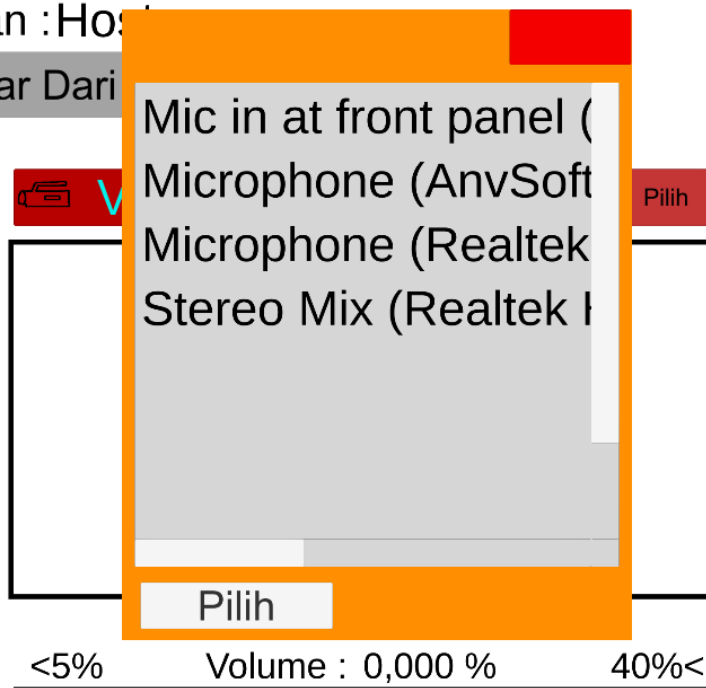 :Hos
ar Dari
Mic in at front panel (
Microphone (AnvSoft
Microphone (Realtek
Stereo Mix (Realtek
V
Pilih
Pilih
<5%
Volume : 0,000 %
40%<